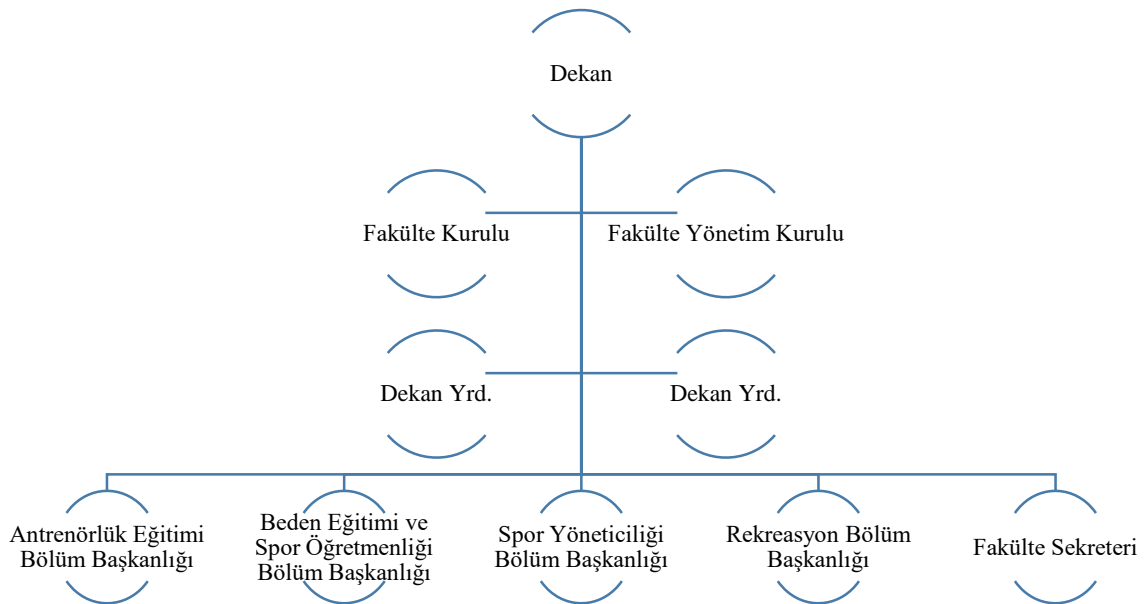 Dekan
Fakülte Kurulu
Fakülte Yönetim Kurulu
Dekan Yrd.
Dekan Yrd.
Antrenörlük Eğitimi
Bölüm Başkanlığı
Beden Eğitimi ve
Spor Öğretmenliği
Bölüm Başkanlığı
Spor Yöneticiliği
Bölüm Başkanlığı
Rekreasyon Bölüm
Başkanlığı
Fakülte Sekreteri